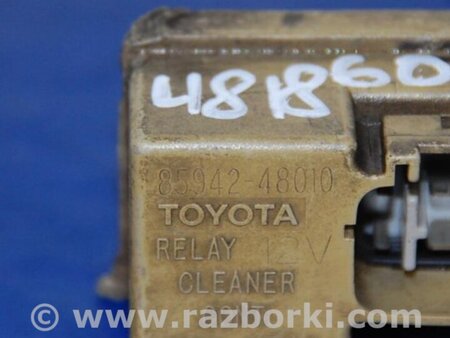 48860
85942-48010
TOYOTA
RELAY 12V
CLEANER
© www.razborki.com